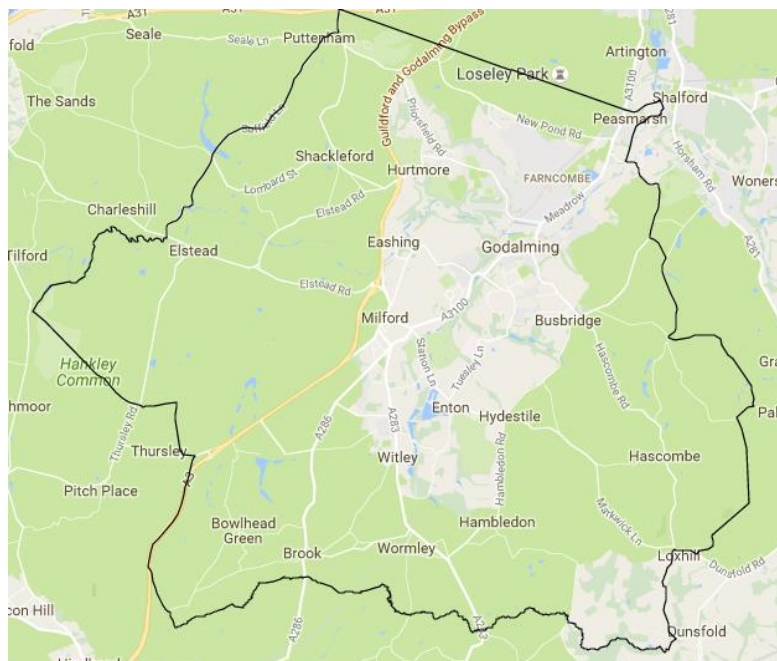 A31
A31
A31
A281
fold
Seale
Seale Ln
Puttenham
Guildford and Godalming Bypass
Artington
Loseley Park
A3100
The Sands
Suffield Ln
Priorsfield Rd
Shalford
Peasmarsh
New Pond Rd
Shackleford
Hurtmore
Lombard St
FARNCOMBE
Horsham Rd
Woners
Elstead Rd
Meadrow
Charleshill
A281
Tilford
Elstead
Eashing
Godalming
Elstead Rd
A3100
Milford
Busbridge
Hankley
Common
Station Ln
Tuesley Ln
Hascombe Rd
Gra
hmoor
Thursley Rd
A286
A283
Enton
Hydestile
Pal
Thursley
Witley
Hambledon Rd
Hascombe
A3
Pitch Place
Markwick Ln
Bowlhead
Green
Hambledon
Brook
Wormley
Loxhill
Dunsfold Rd
con Hill
A286
A283
Dunsfold